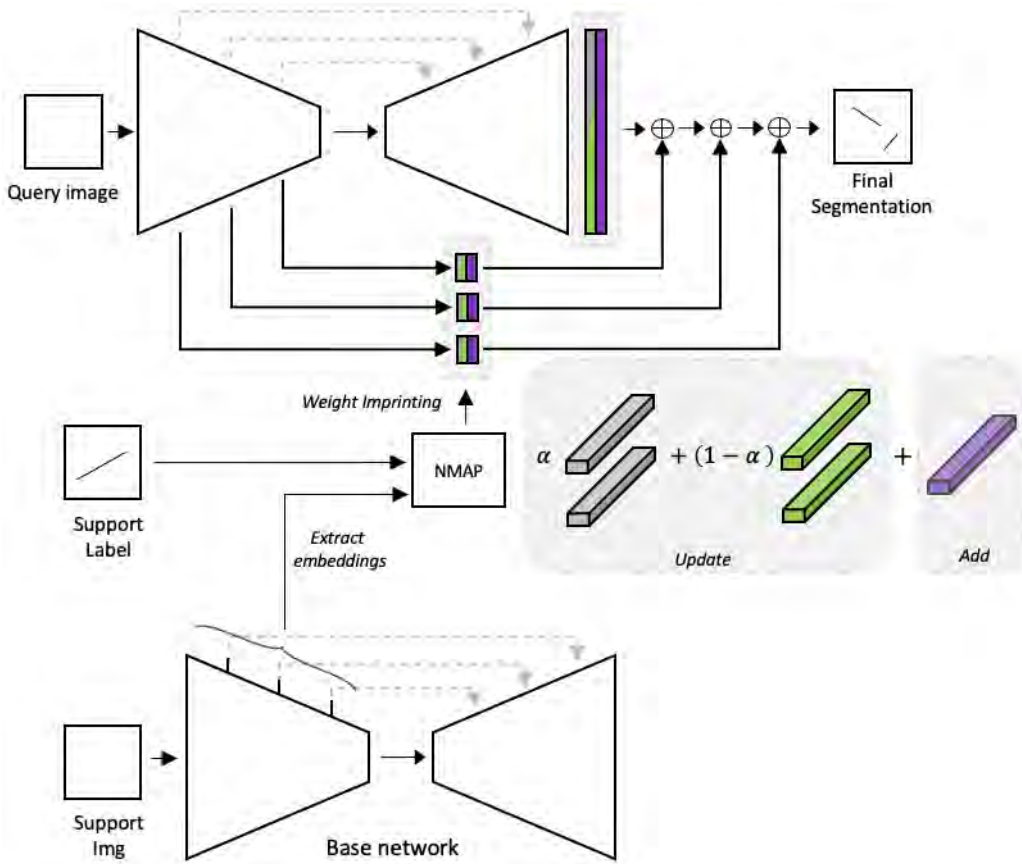 Query image
Final
Segmentation
Weight Imprinting
NMAP
α
+ (1 − α)
+
Support
Label
Extract
embeddings
Update
Add
Support
Img
Base network